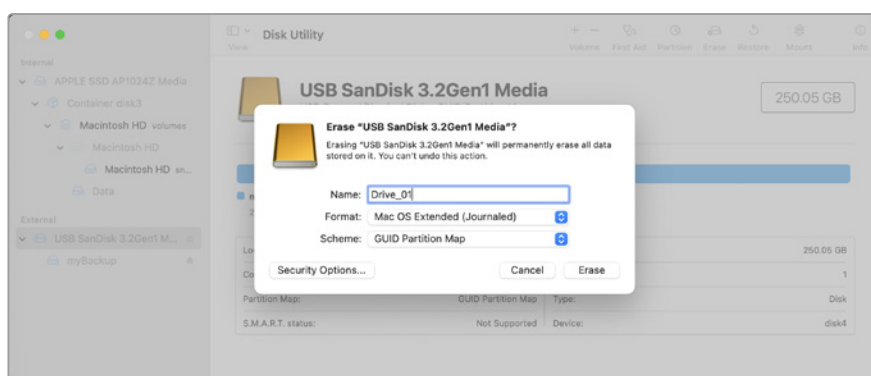 Disk Utility
View
Volume First Aid Partition Erase Restore Mount Info
Internal
APPLE SSD AP1024Z Media
Container disk3
Macintosh HD volumes
Macintosh HD
Macintosh HD sn...
Data
External
USB SanDisk 3.2Gen1 M...
myBackup
USB SanDisk 3.2Gen1 Media
250.05 GB
Erase “USB SanDisk 3.2Gen1 Media”?
Erasing “USB SanDisk 3.2Gen1 Media” will permanently erase all data
stored on it. You can’t undo this action.
Name: Drive_01
Format: Mac OS Extended (Journaled)
Scheme: GUID Partition Map
Security Options... Cancel Erase
250.05 GB
1
Partition Map: GUID Partition Map Type: Disk
S.M.A.R.T. status: Not Supported Device: disk4